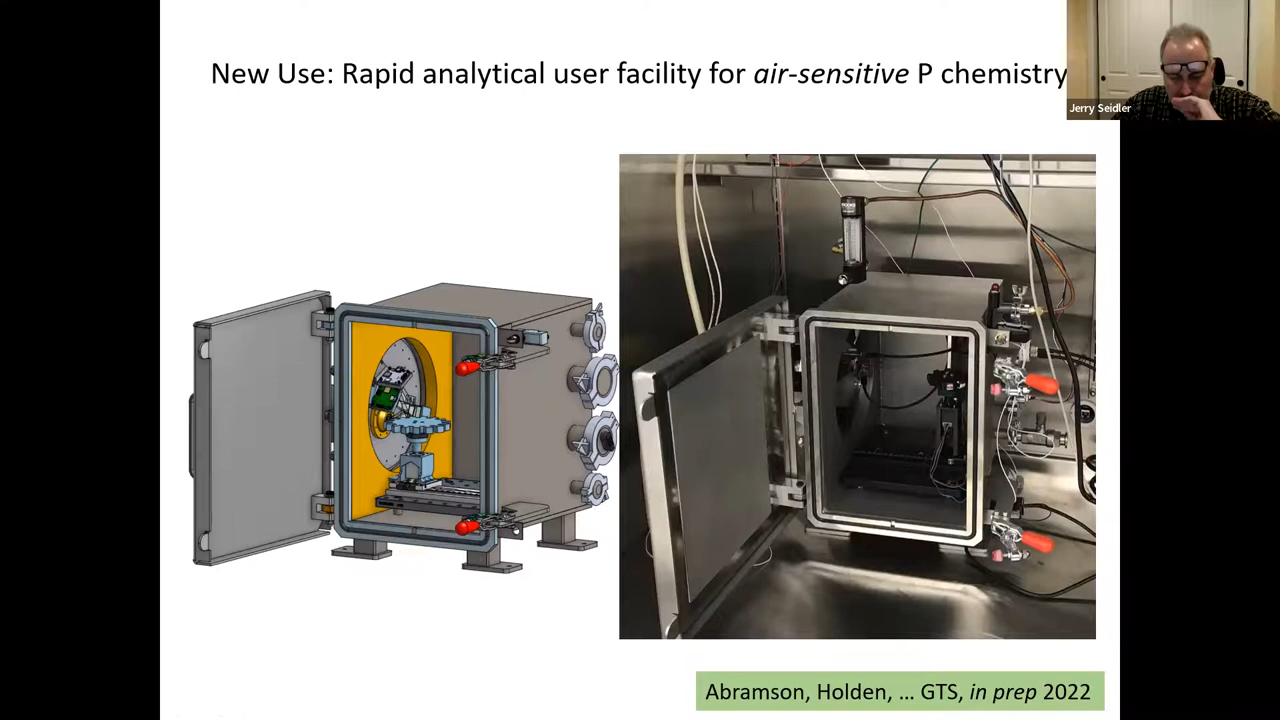 New Use: Rapid analytical user facility for air-sensitive P chemistry
Jerry Seidler
Abramson, Holden, … GTS, in prep 2022